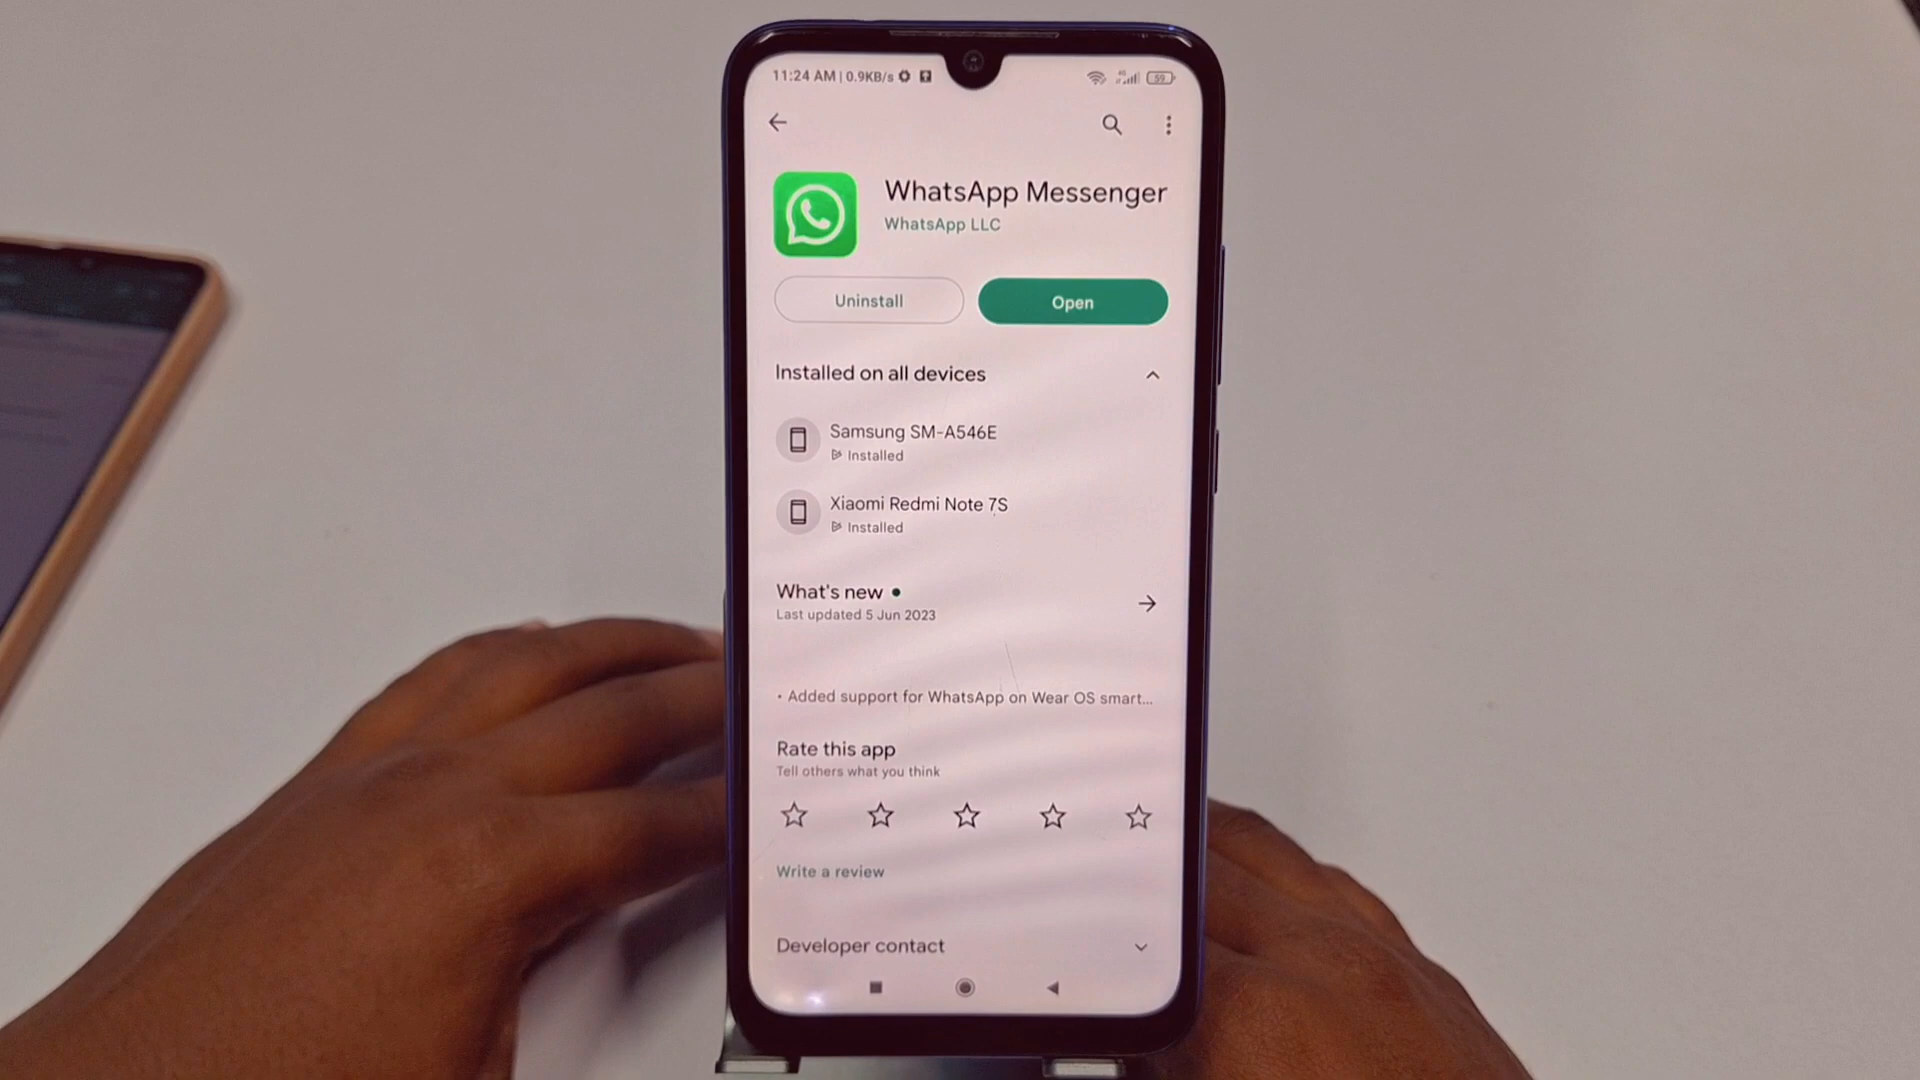 11:24 AM | 0.9KB/s
4G
59
WhatsApp Messenger
WhatsApp LLC
Uninstall
Open
Installed on all devices
Samsung SM-A546E
Installed
Xiaomi Redmi Note 7S
Installed
What's new
Last updated 5 Jun 2023
• Added support for WhatsApp on Wear OS smart...
Rate this app
Tell others what you think
Write a review
Developer contact